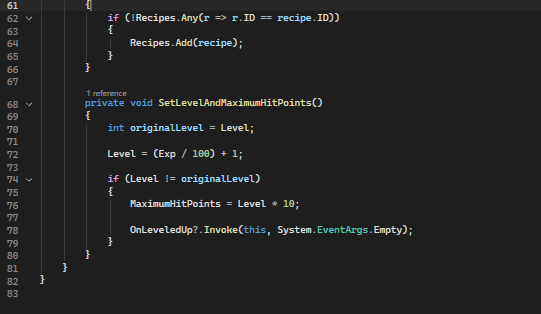 61 {
62 if (!Recipes.Any(r => r.ID == recipe.ID))
63 {
64 Recipes.Add(recipe);
65 }
66 }
67
1 reference
68 private void SetLevelAndMaximumHitPoints()
69 {
70 int originalLevel = Level;
71
72 Level = (Exp / 100) + 1;
73
74 if (Level != originalLevel)
75 {
76 MaximumHitPoints = Level * 10;
77
78 OnLeveledUp?.Invoke(this, System.EventArgs.Empty);
79 }
80 }
81 }
82 }
83